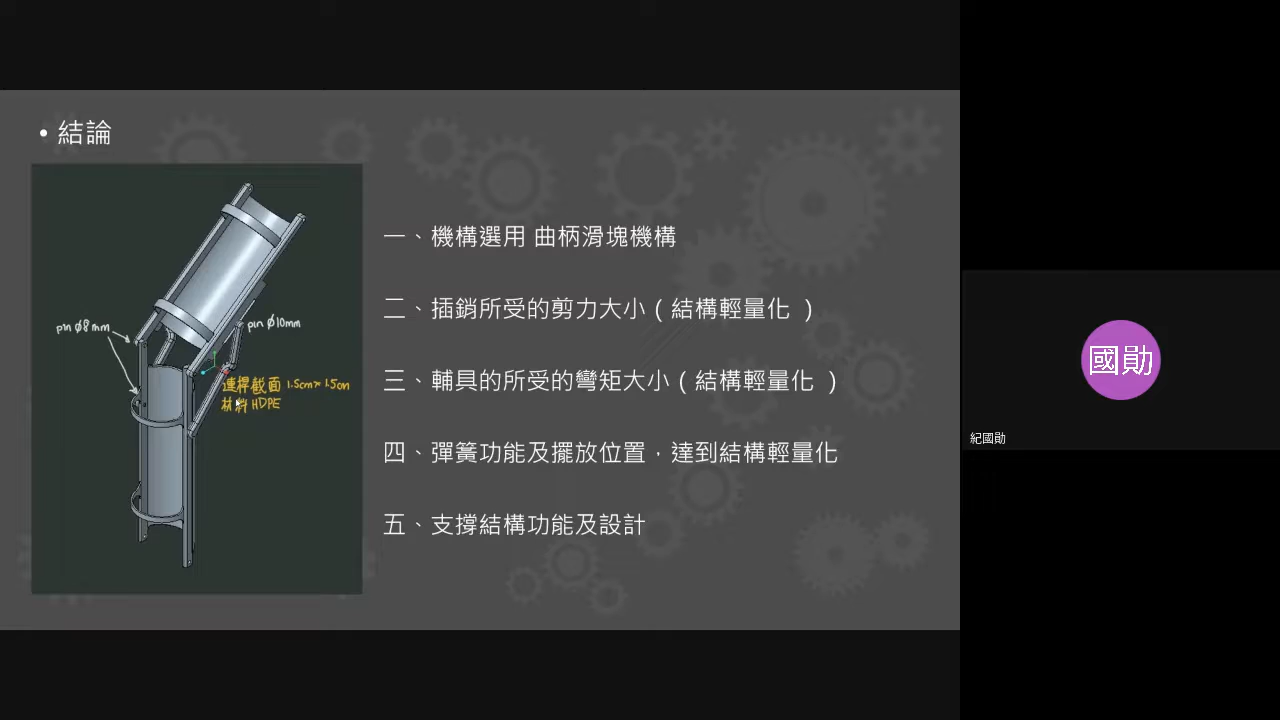 • 結論
一、機構選用 曲柄滑塊機構
二、插銷所受的剪力大小（結構輕量化 ）
三、輔具的所受的彎矩大小（結構輕量化 ）
四、彈簧功能及擺放位置，達到結構輕量化
五、支撐結構功能及設計
pin ϕ8mm
pin ϕ10mm
連桿截面 1.5cm×1.5cm
材料 HDPE
國勛
紀國勛